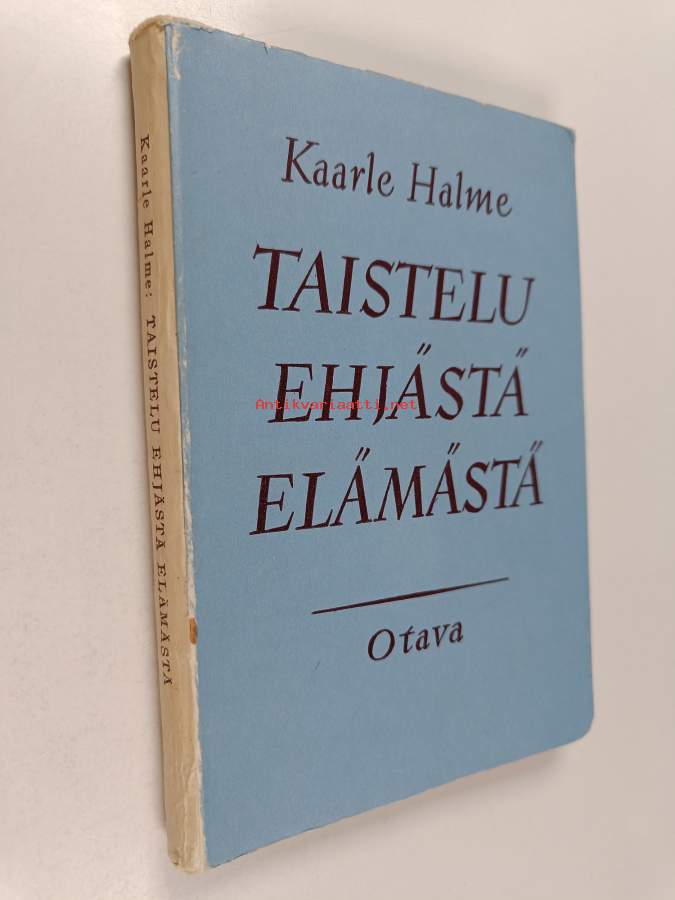 Kaarle Halme
TAISTELU
EHJÄSTÄ
ELÄMÄSTÄ
Otava
Kaarle Halme: TAISTELU EHJÄSTÄ ELÄMÄSTÄ
Antikvariaatti.net